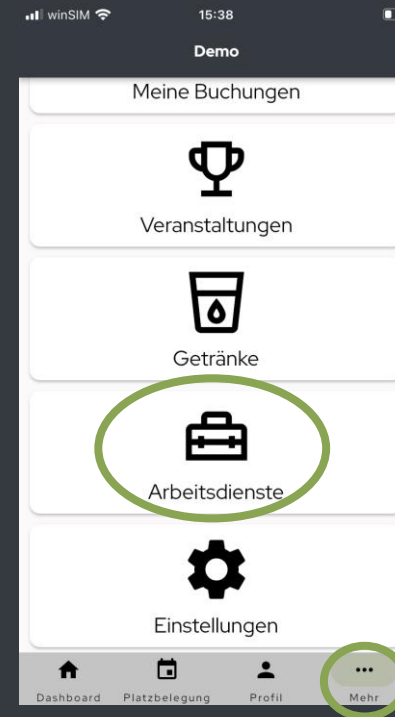 winSIM 15:38
Demo
Meine Buchungen
Veranstaltungen
Getränke
Arbeitsdienste
Einstellungen
Dashboard Platzbelegung Profil Mehr